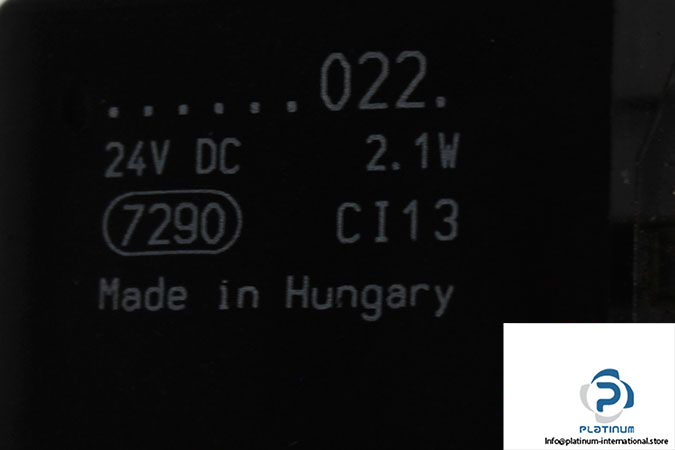 ......022.
24V DC 2.1W
7290 CI13
Made in Hungary
PLATINUM
Info@platinum-international.store